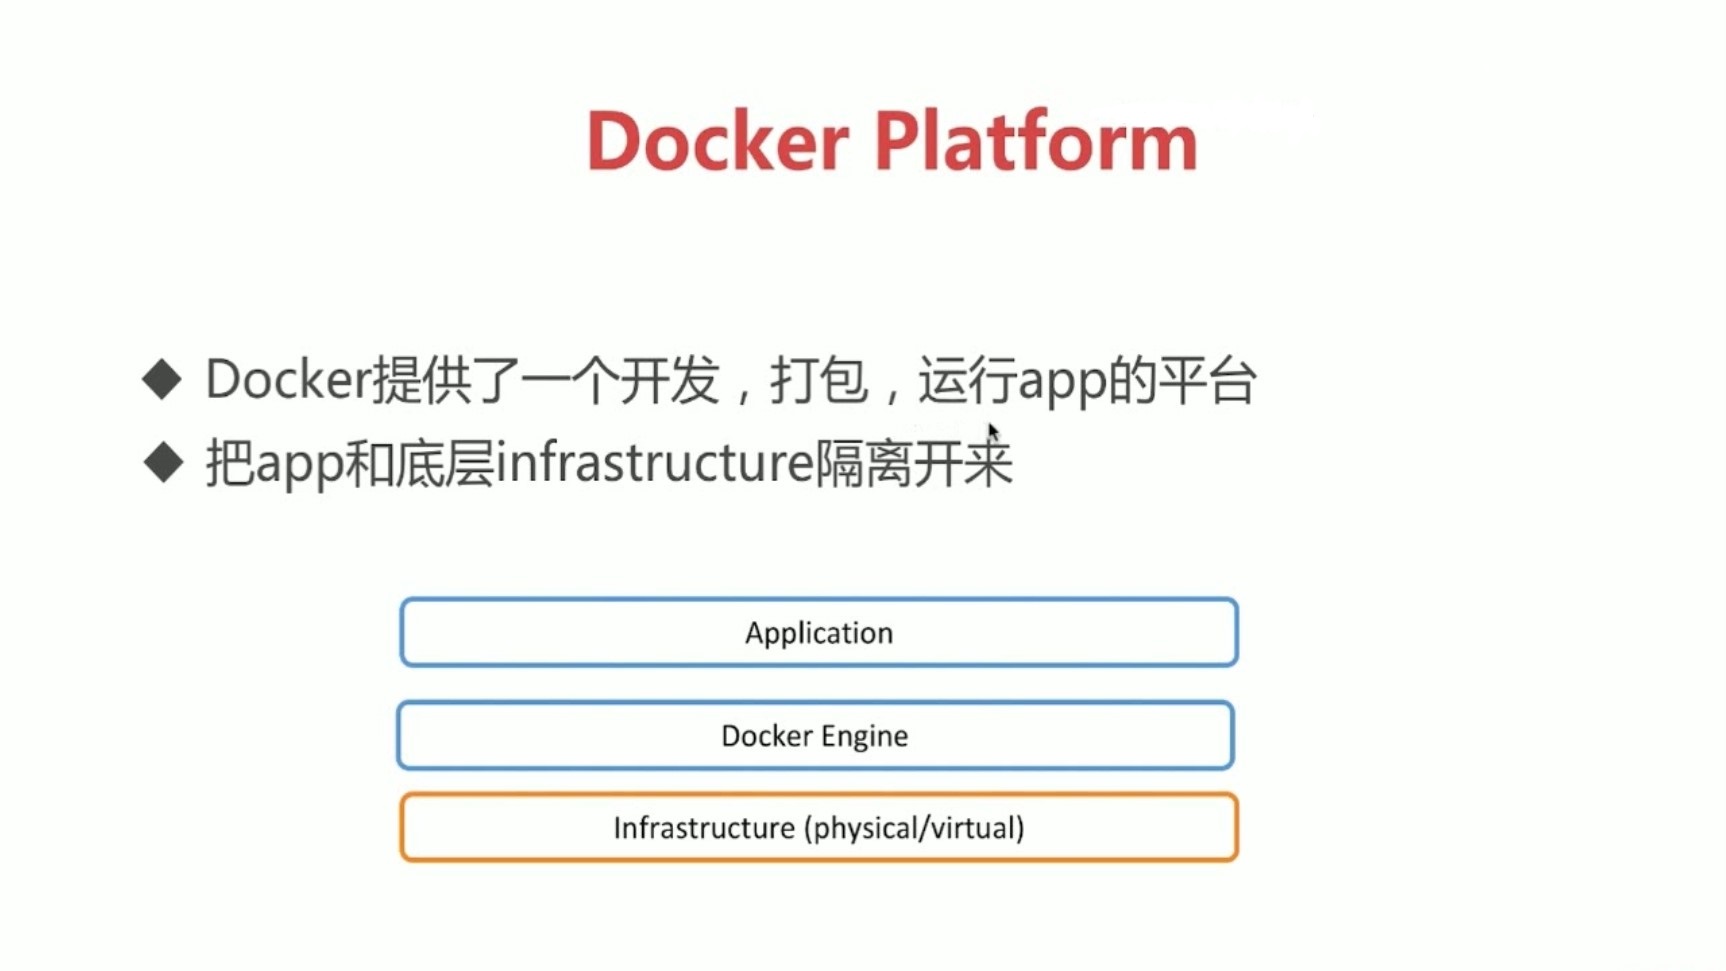 Docker Platform
◆ Docker提供了一个开发，打包，运行app的平台
◆ 把app和底层infrastructure隔离开来
Application
Docker Engine
Infrastructure (physical/virtual)